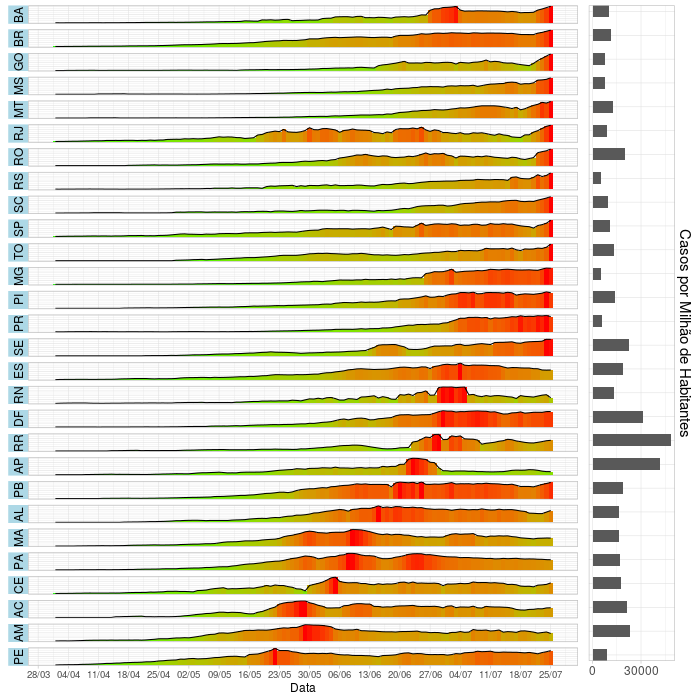 BA
BR
GO
MS
MT
RJ
RO
RS
SC
SP
TO
MG
PI
PR
SE
ES
RN
DF
RR
AP
PB
AL
MA
PA
CE
AC
AM
PE
28/03 04/04 11/04 18/04 25/04 02/05 09/05 16/05 23/05 30/05 06/06 13/06 20/06 27/06 04/07 11/07 18/07 25/07
Data
0 30000
Casos por Milhão de Habitantes